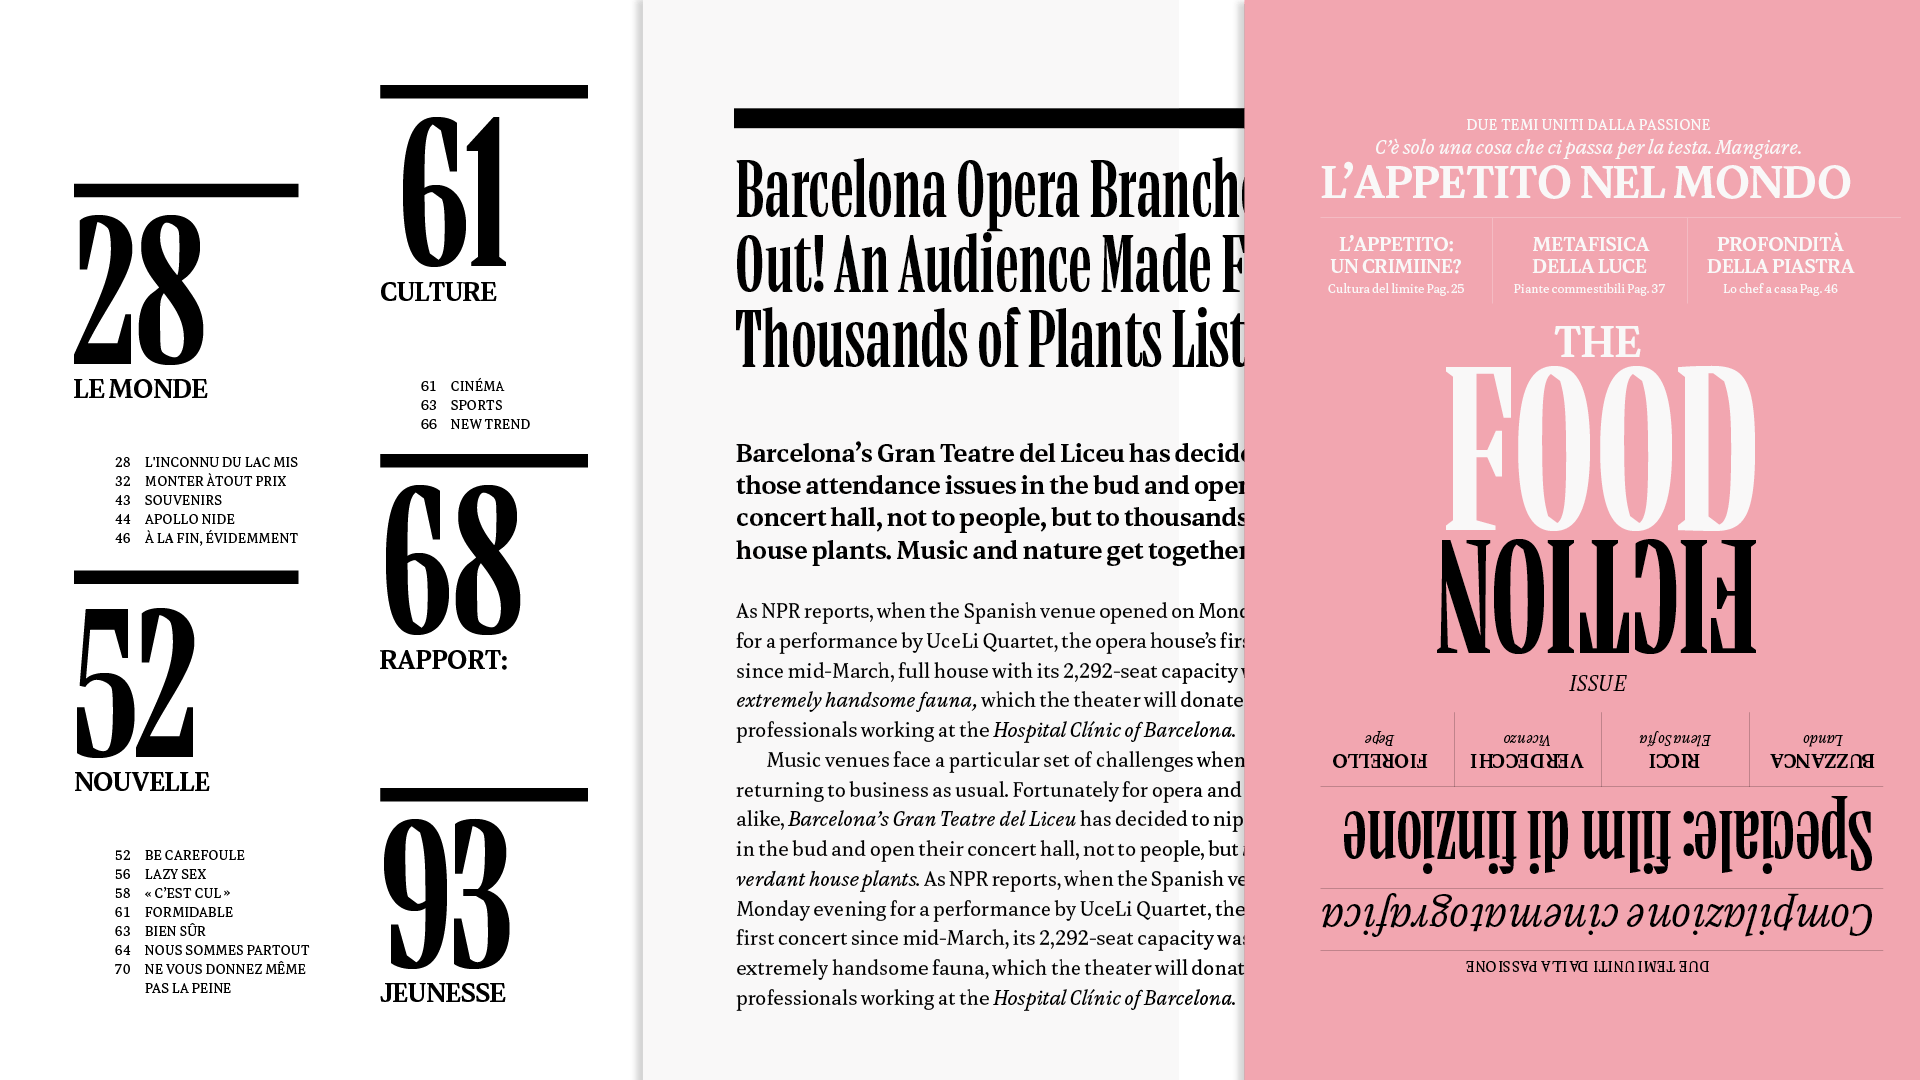 28
LE MONDE
28 L'INCONNU DU LAC MIS
32 MONTER ÀTOUT PRIX
43 SOUVENIRS
44 APOLLO NIDE
46 À LA FIN, ÉVIDEMMENT
52
NOUVELLE
52 BE CAREFOULE
56 LAZY SEX
58 « C’EST CUL »
61 FORMIDABLE
63 BIEN SÛR
64 NOUS SOMMES PARTOUT
70 NE VOUS DONNEZ MÊME
PAS LA PEINE
61
CULTURE
61 CINÉMA
63 SPORTS
66 NEW TREND
68
RAPPORT:
93
JEUNESSE
Barcelona Opera Branche
Out! An Audience Made F
Thousands of Plants List
Barcelona’s Gran Teatre del Liceu has decide
those attendance issues in the bud and open
concert hall, not to people, but to thousands
house plants. Music and nature get together
As NPR reports, when the Spanish venue opened on Mond
for a performance by UceLi Quartet, the opera house’s firs
since mid-March, full house with its 2,292-seat capacity w
extremely handsome fauna, which the theater will donate
professionals working at the Hospital Clínic of Barcelona.
Music venues face a particular set of challenges when
returning to business as usual. Fortunately for opera and
alike, Barcelona’s Gran Teatre del Liceu has decided to nip
in the bud and open their concert hall, not to people, but
verdant house plants. As NPR reports, when the Spanish ve
Monday evening for a performance by UceLi Quartet, the
first concert since mid-March, its 2,292-seat capacity was
extremely handsome fauna, which the theater will donat
professionals working at the Hospital Clínic of Barcelona.
DUE TEMI UNITI DALLA PASSIONE
C’è solo una cosa che ci passa per la testa. Mangiare.
L’APPETITO NEL MONDO
L’APPETITO:
UN CRIMIINE?
Cultura del limite Pag. 25
METAFISICA
DELLA LUCE
Piante commestibili Pag. 37
PROFONDITÀ
DELLA PIASTRA
Lo chef a casa Pag. 46
THE
FOOD
FICTION
ISSUE
DUE TEMI UNITI DALLA PASSIONE
Compilazione cinematografica
Speciale: film di finzione
BUZZANCA
Lando
RICCI
Elena Sofia
VERDECCHI
Vicenzo
FIORELLO
Bepe